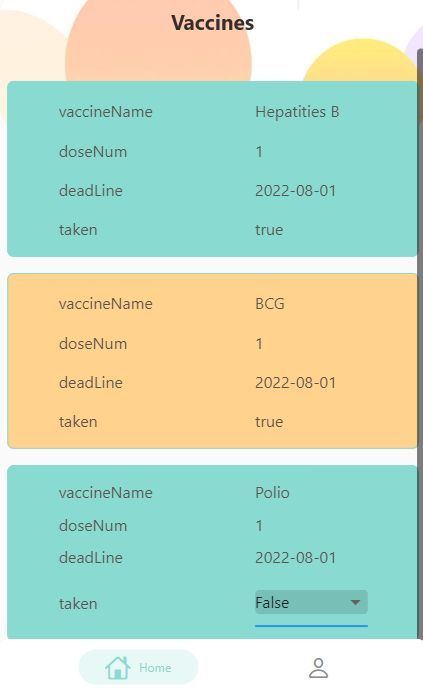 Vaccines
vaccineName Hepatities B
doseNum 1
deadLine 2022-08-01
taken true
vaccineName BCG
doseNum 1
deadLine 2022-08-01
taken true
vaccineName Polio
doseNum 1
deadLine 2022-08-01
taken False
Home